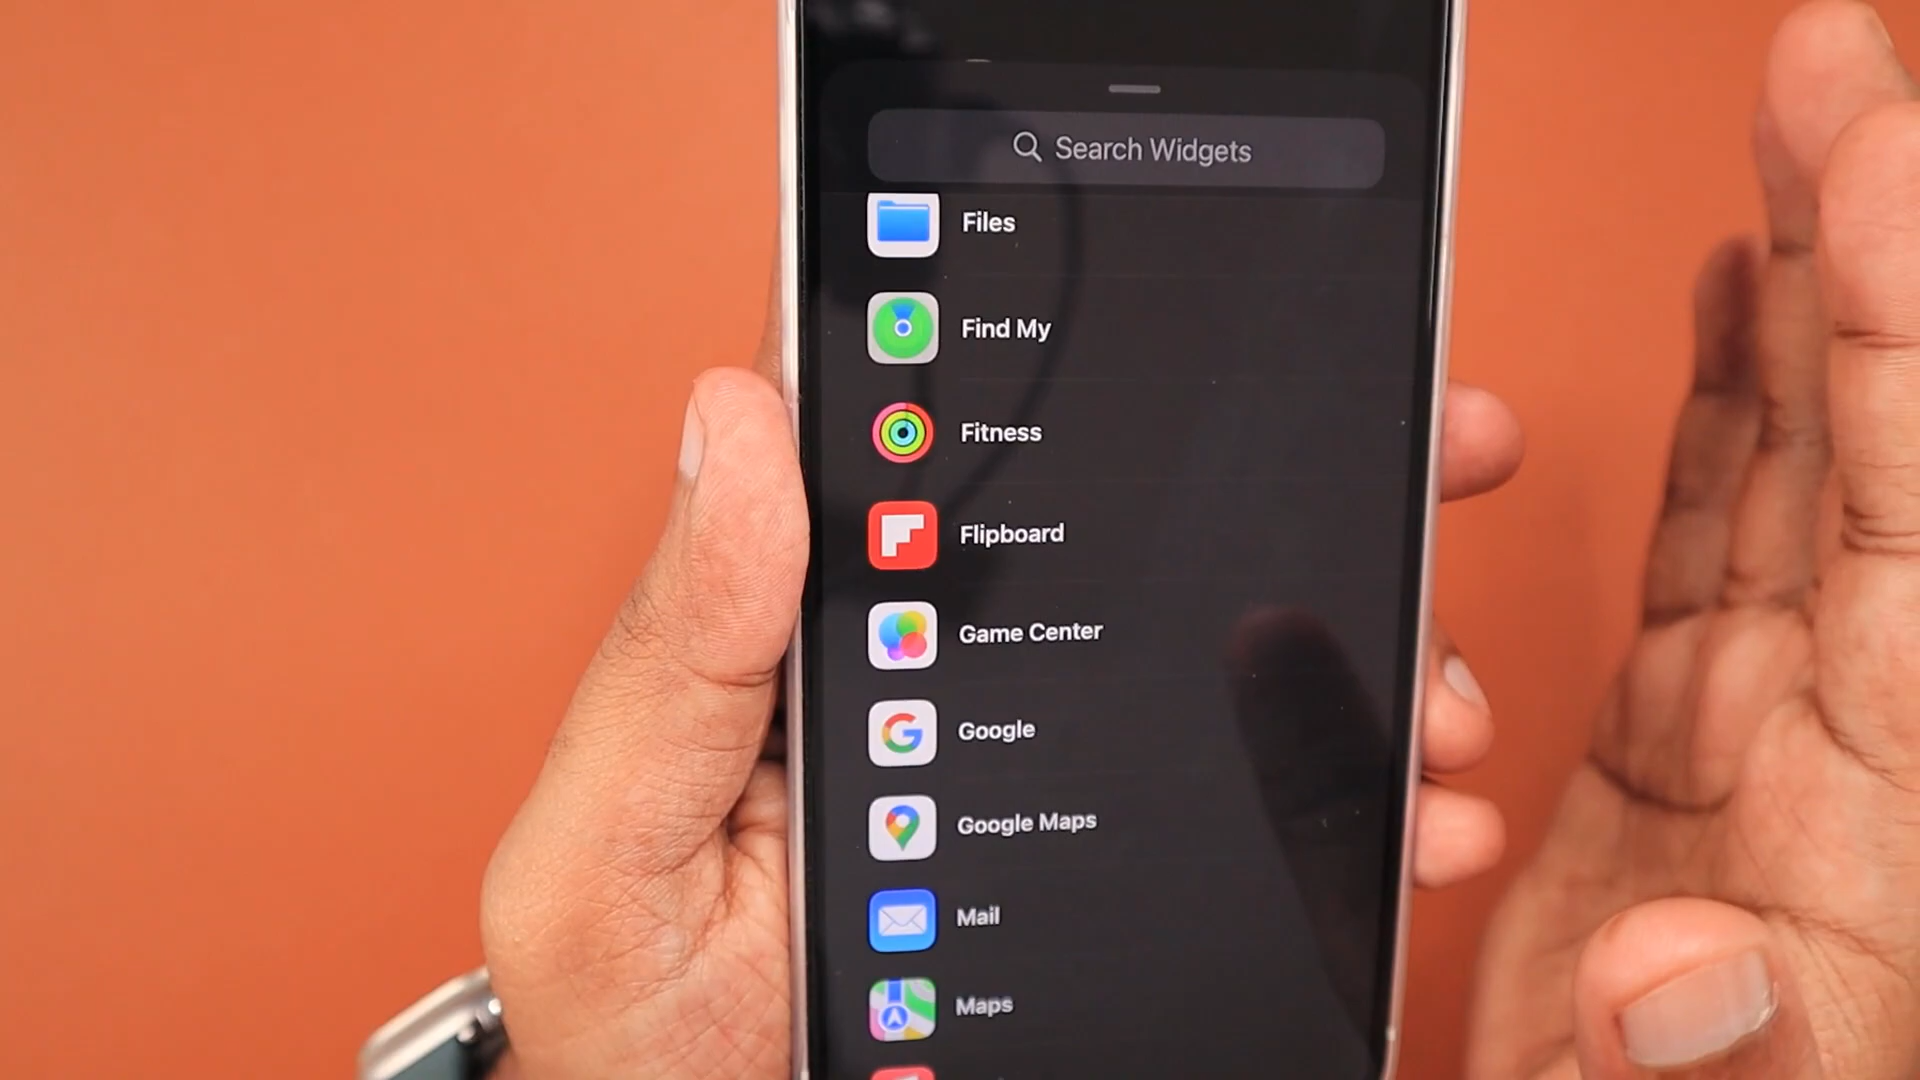 Search Widgets
Files
Find My
Fitness
Flipboard
Game Center
Google
Google Maps
Mail
Maps